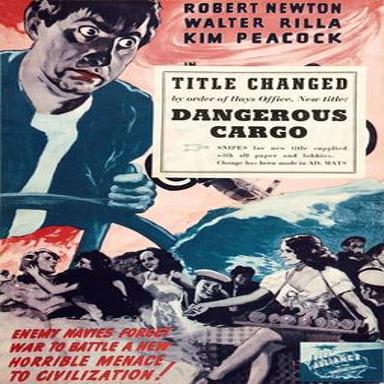 ROBERT NEWTON
WALTER RILLA
KIM PEACOCK
IN
TITLE CHANGED
by order of Hays Office. New title:
DANGEROUS
CARGO
SNIPES for new title supplied
with all paper and lobbies.
Change has been made in AD. MATS
ENEMY NAVIES FORGET
WAR TO BATTLE A NEW
HORRIBLE MENACE
TO CIVILIZATION!
ALLIANCE